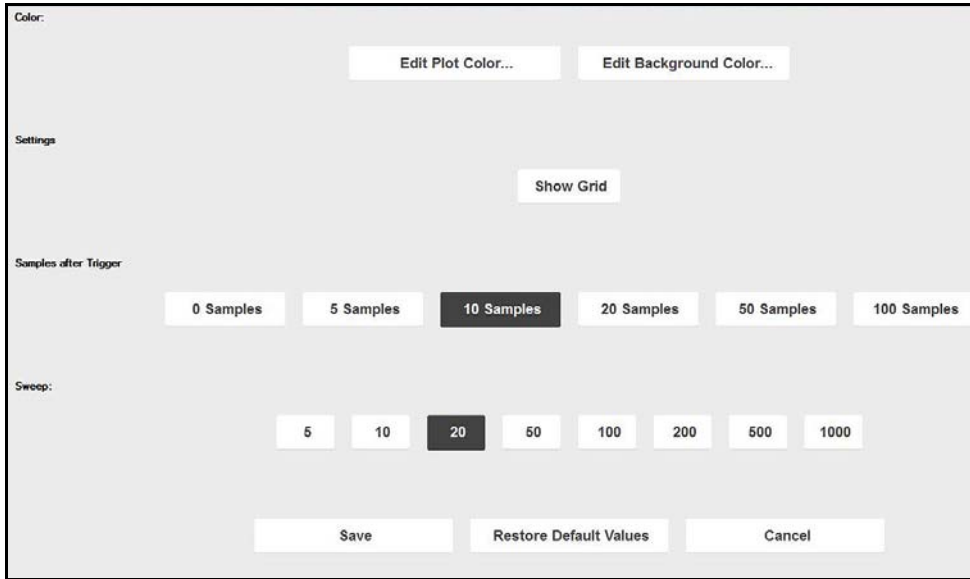 Color:
Edit Plot Color... Edit Background Color...
Settings
Show Grid
Samples after Trigger
0 Samples 5 Samples 10 Samples 20 Samples 50 Samples 100 Samples
Sweep:
5 10 20 50 100 200 500 1000
Save Restore Default Values Cancel